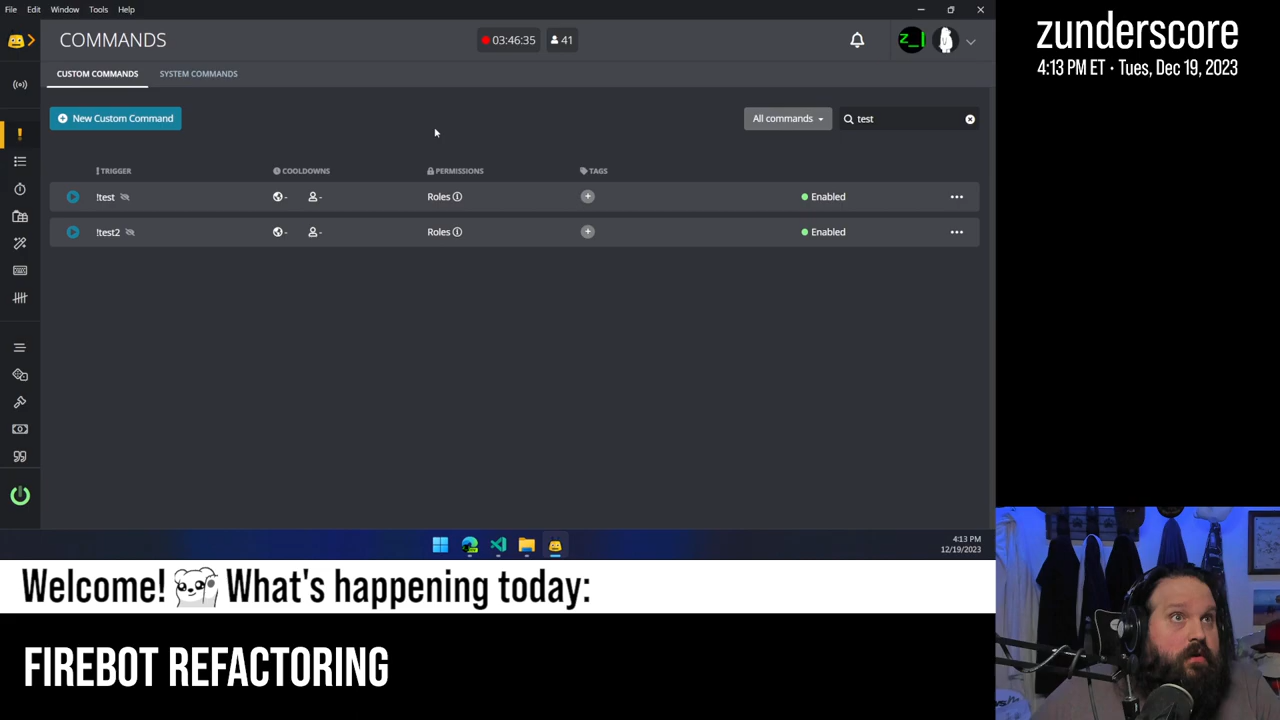 File Edit Window Tools Help
COMMANDS
03:46:35
41
z_|
CUSTOM COMMANDS
SYSTEM COMMANDS
New Custom Command
All commands
test
TRIGGER
COOLDOWNS
PERMISSIONS
TAGS
!test
-
-
Roles
Enabled
!test2
-
-
Roles
Enabled
4:13 PM
12/19/2023
zunderscore
4:13 PM ET • Tues, Dec 19, 2023
Welcome! What's happening today:
FIREBOT REFACTORING